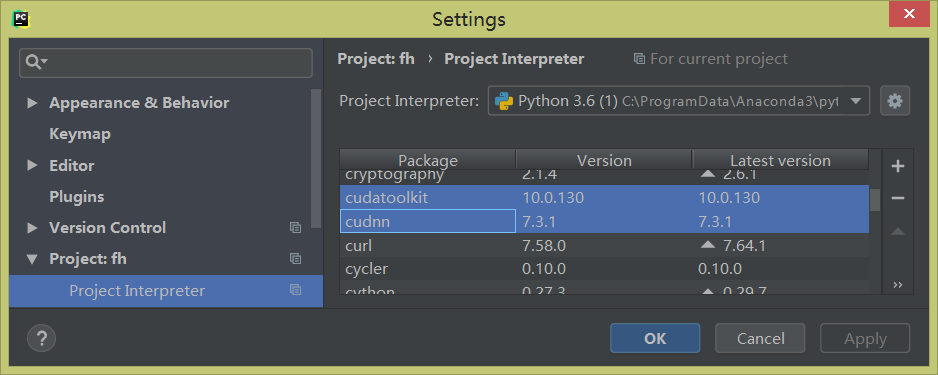 PC
Settings
Project: fh › Project Interpreter For current project
Appearance & Behavior
Keymap
Editor
Plugins
Version Control
Project: fh
Project Interpreter
Project Interpreter: Python 3.6 (1) C:\ProgramData\Anaconda3\pyt
Package Version Latest version
cryptography 2.1.4 2.6.1
cudatoolkit 10.0.130 10.0.130
cudnn 7.3.1 7.3.1
curl 7.58.0 7.64.1
cycler 0.10.0 0.10.0
cython 0.27.3 0.29.7
? OK Cancel Apply